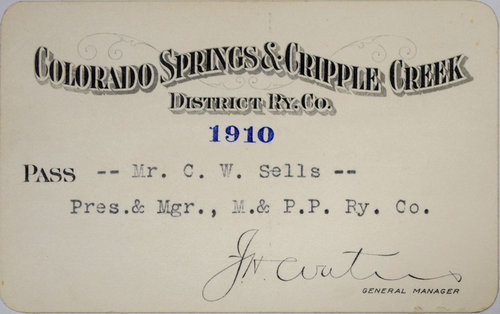 COLORADO SPRINGS & CRIPPLE CREEK
DISTRICT RY. CO.
1910
PASS -- Mr. C. W. Sells --
Pres.& Mgr., M.& P.P. Ry. Co.
GENERAL MANAGER